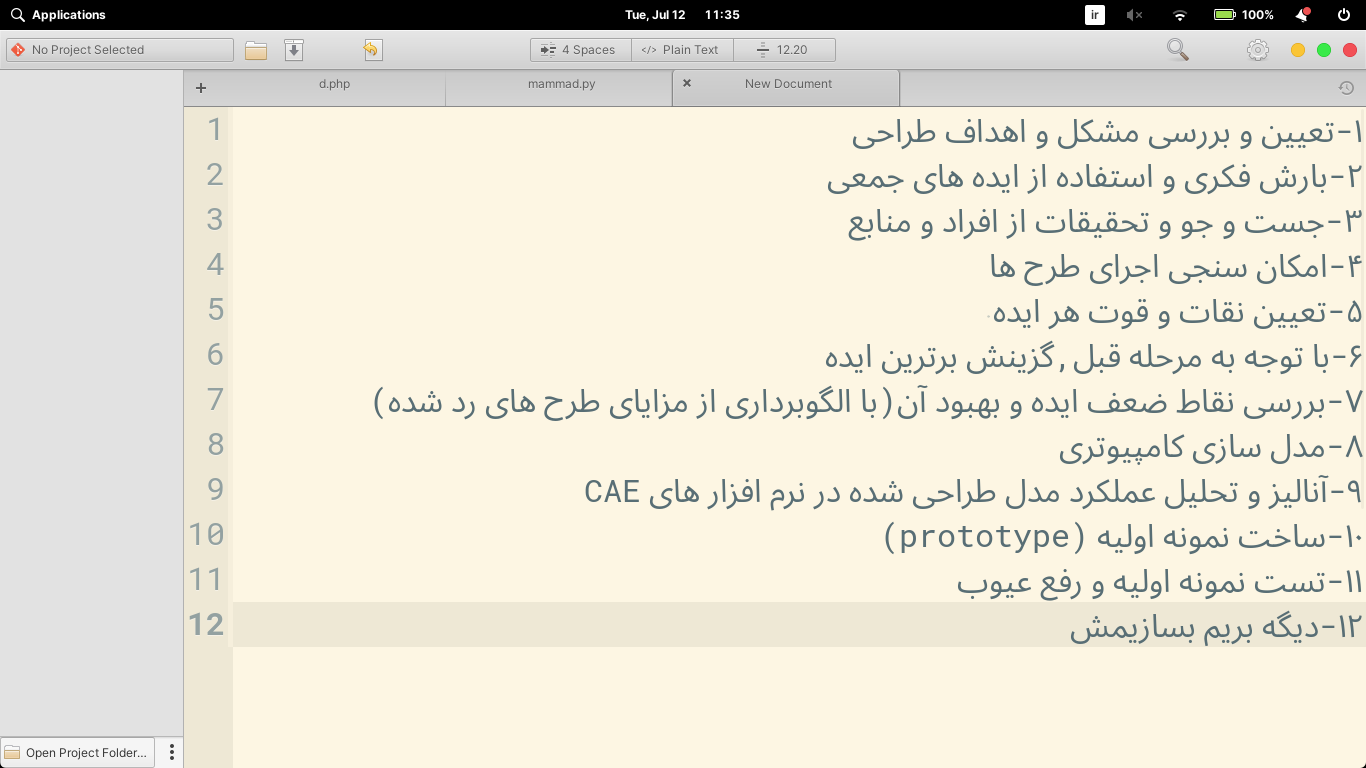 Applications
Tue, Jul 12 11:35
ir
100%
No Project Selected
4 Spaces
</> Plain Text
12.20
d.php
mammad.py
New Document
1 ۱-تعیین و بررسی مشکل و اهداف طراحی
2 ۲-بارش فکری و استفاده از ایده های جمعی
3 ۳-جست و جو و تحقیقات از افراد و منابع
4 ۴-امکان سنجی اجرای طرح ها
5 ۵-تعیین نقات و قوت هر ایده
6 ۶-با توجه به مرحله قبل ,گزینش برترین ایده
7 ۷-بررسی نقاط ضعف ایده و بهبود آن(با الگوبرداری از مزایای طرح های رد شده)
8 ۸-مدل سازی کامپیوتری
9 ۹-آنالیز و تحلیل عملکرد مدل طراحی شده در نرم افزار های CAE
10 ۱۰-ساخت نمونه اولیه (prototype)
11 ۱۱-تست نمونه اولیه و رفع عیوب
12 ۱۲-دیگه بریم بسازیمش
Open Project Folder...